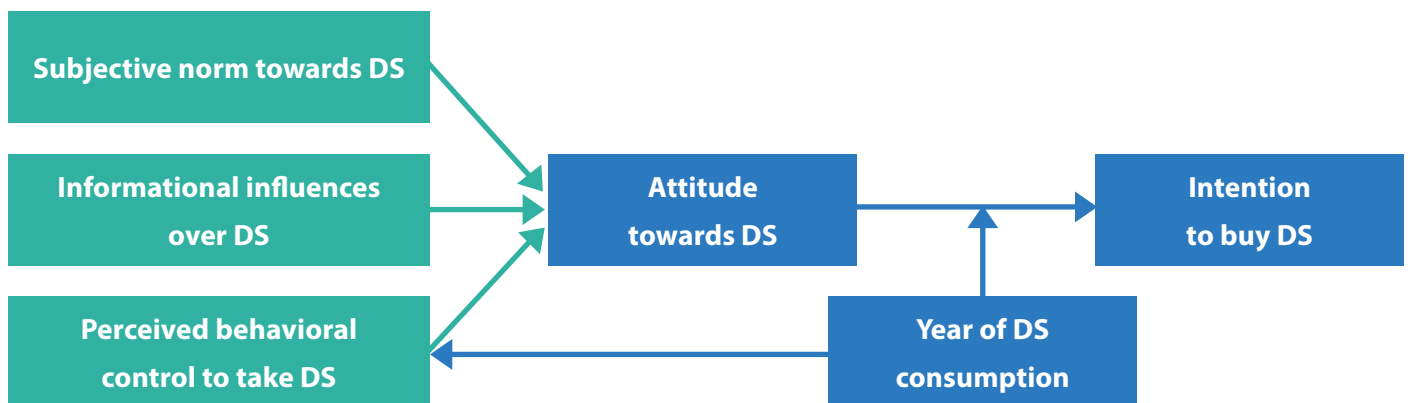 Subjective norm towards DS
Informational influences
over DS
Attitude
towards DS
Intention
to buy DS
Perceived behavioral
control to take DS
Year of DS
consumption